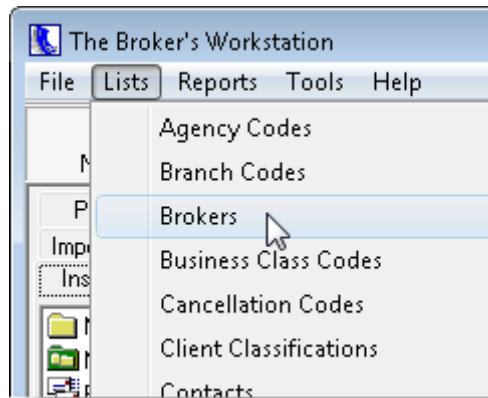 The Broker's Workstation
File Lists Reports Tools Help
Agency Codes
Branch Codes
Brokers
Business Class Codes
Cancellation Codes
Client Classifications
Contacts